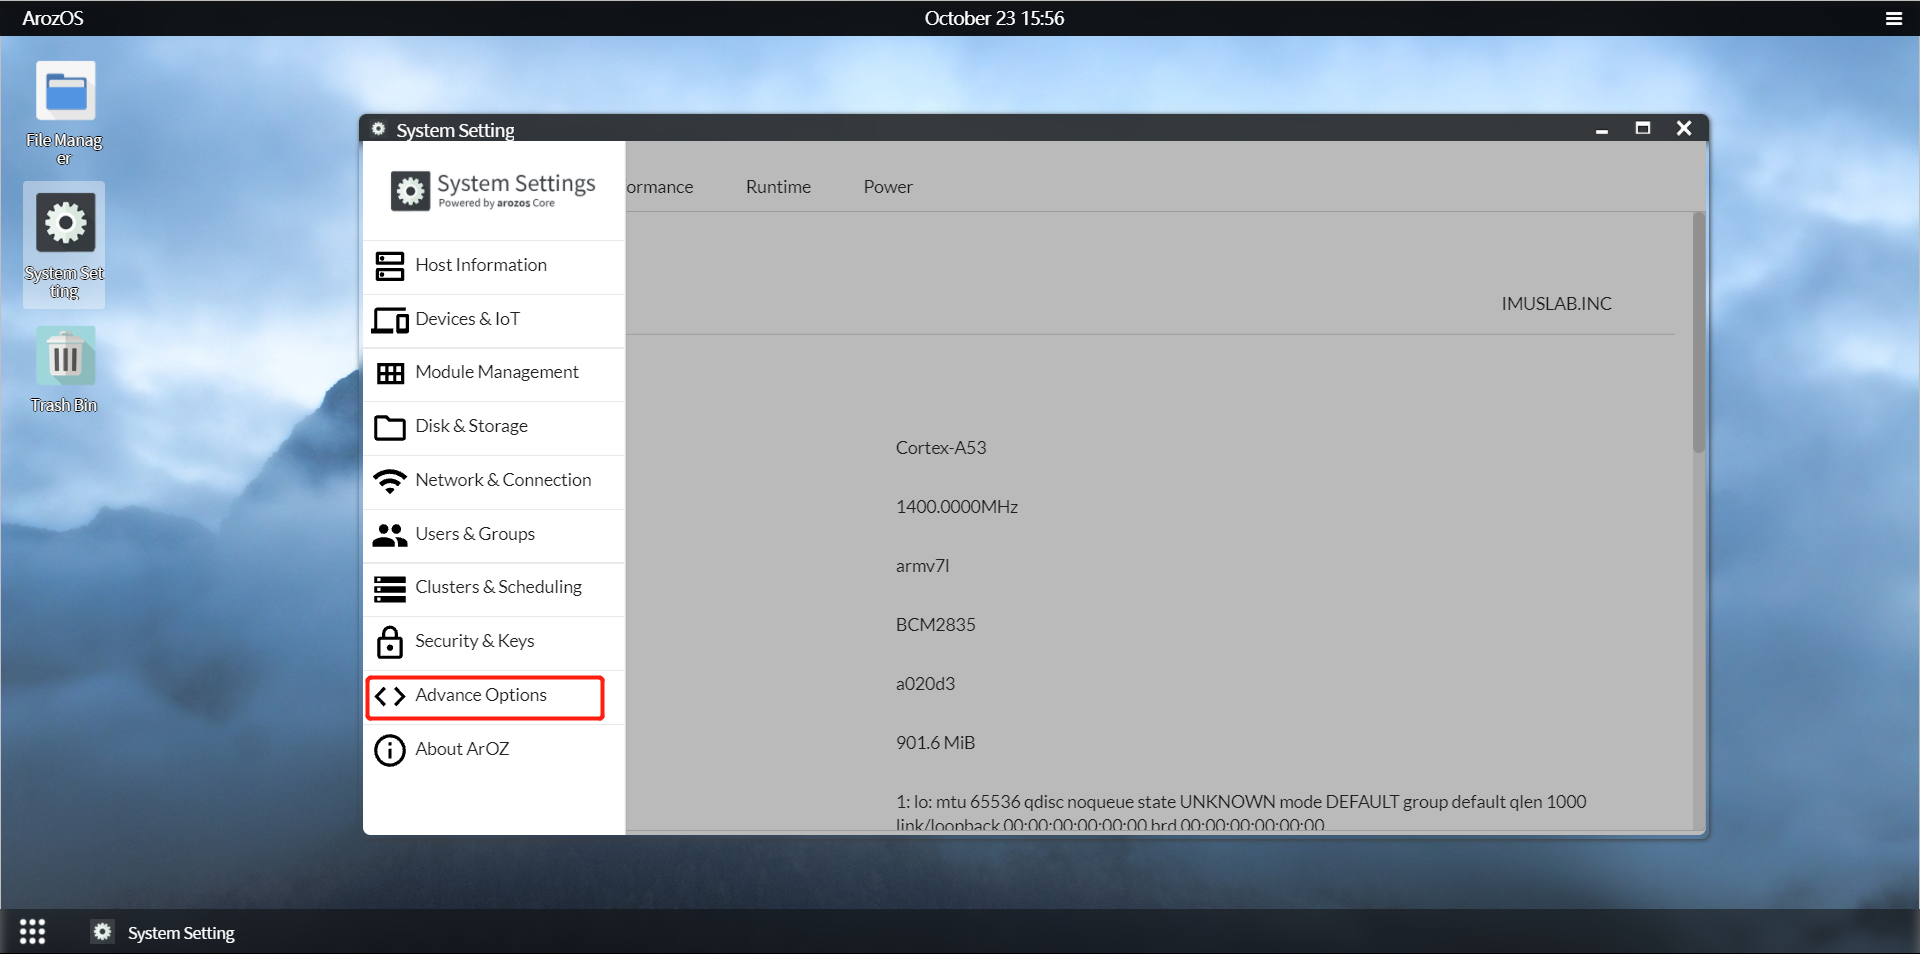 ArozOS
October 23 15:56
File Manag
er
System Set
ting
Trash Bin
System Setting
System Settings
Powered by arozos Core
Host Information
Devices & IoT
Module Management
Disk & Storage
Network & Connection
Users & Groups
Clusters & Scheduling
Security & Keys
Advance Options
About ArOZ
ormance
Runtime
Power
IMUSLAB.INC
Cortex-A53
1400.0000MHz
armv7l
BCM2835
a020d3
901.6 MiB
1: lo: mtu 65536 qdisc noqueue state UNKNOWN mode DEFAULT group default qlen 1000
link/loopback 00:00:00:00:00:00 brd 00:00:00:00:00:00
System Setting